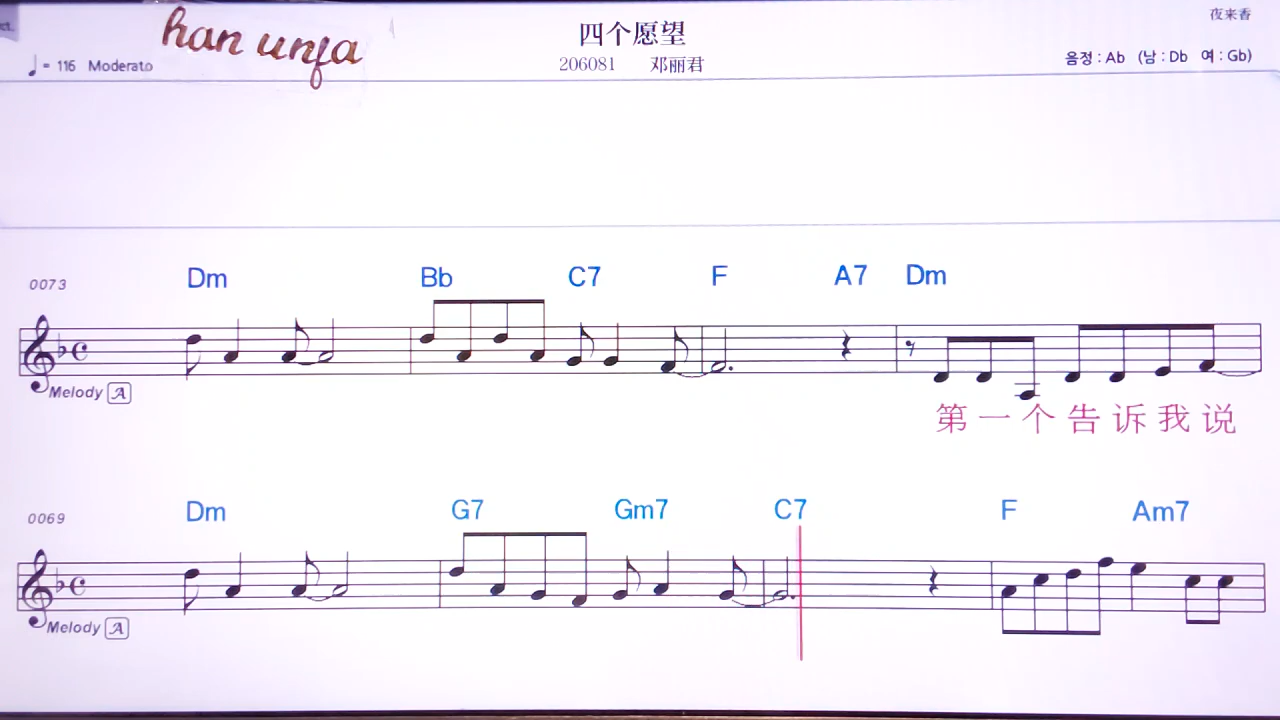 夜来香
han unfa
四个愿望
♩ = 116 Moderato
206081 邓丽君
음정 : Ab (남 : Db 여 : Gb)
0073
Dm Bb C7 F A7 Dm
Melody A
第一个告诉我说
0069
Dm G7 Gm7 C7 F Am7
Melody A